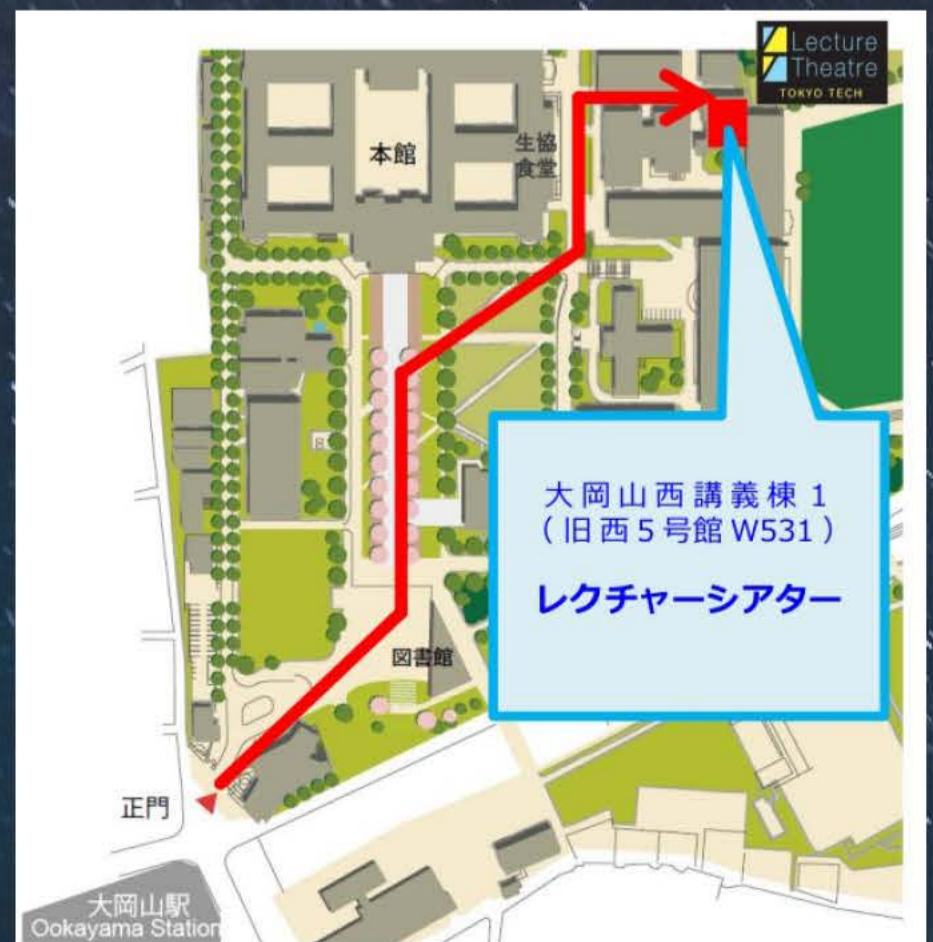 Lecture
Theatre
TOKYO TECH
本館
生協
食堂
大岡山西講義棟1
(旧西5号館 W531)
レクチャーシアター
図書館
正門
大岡山駅
Ookayama Station